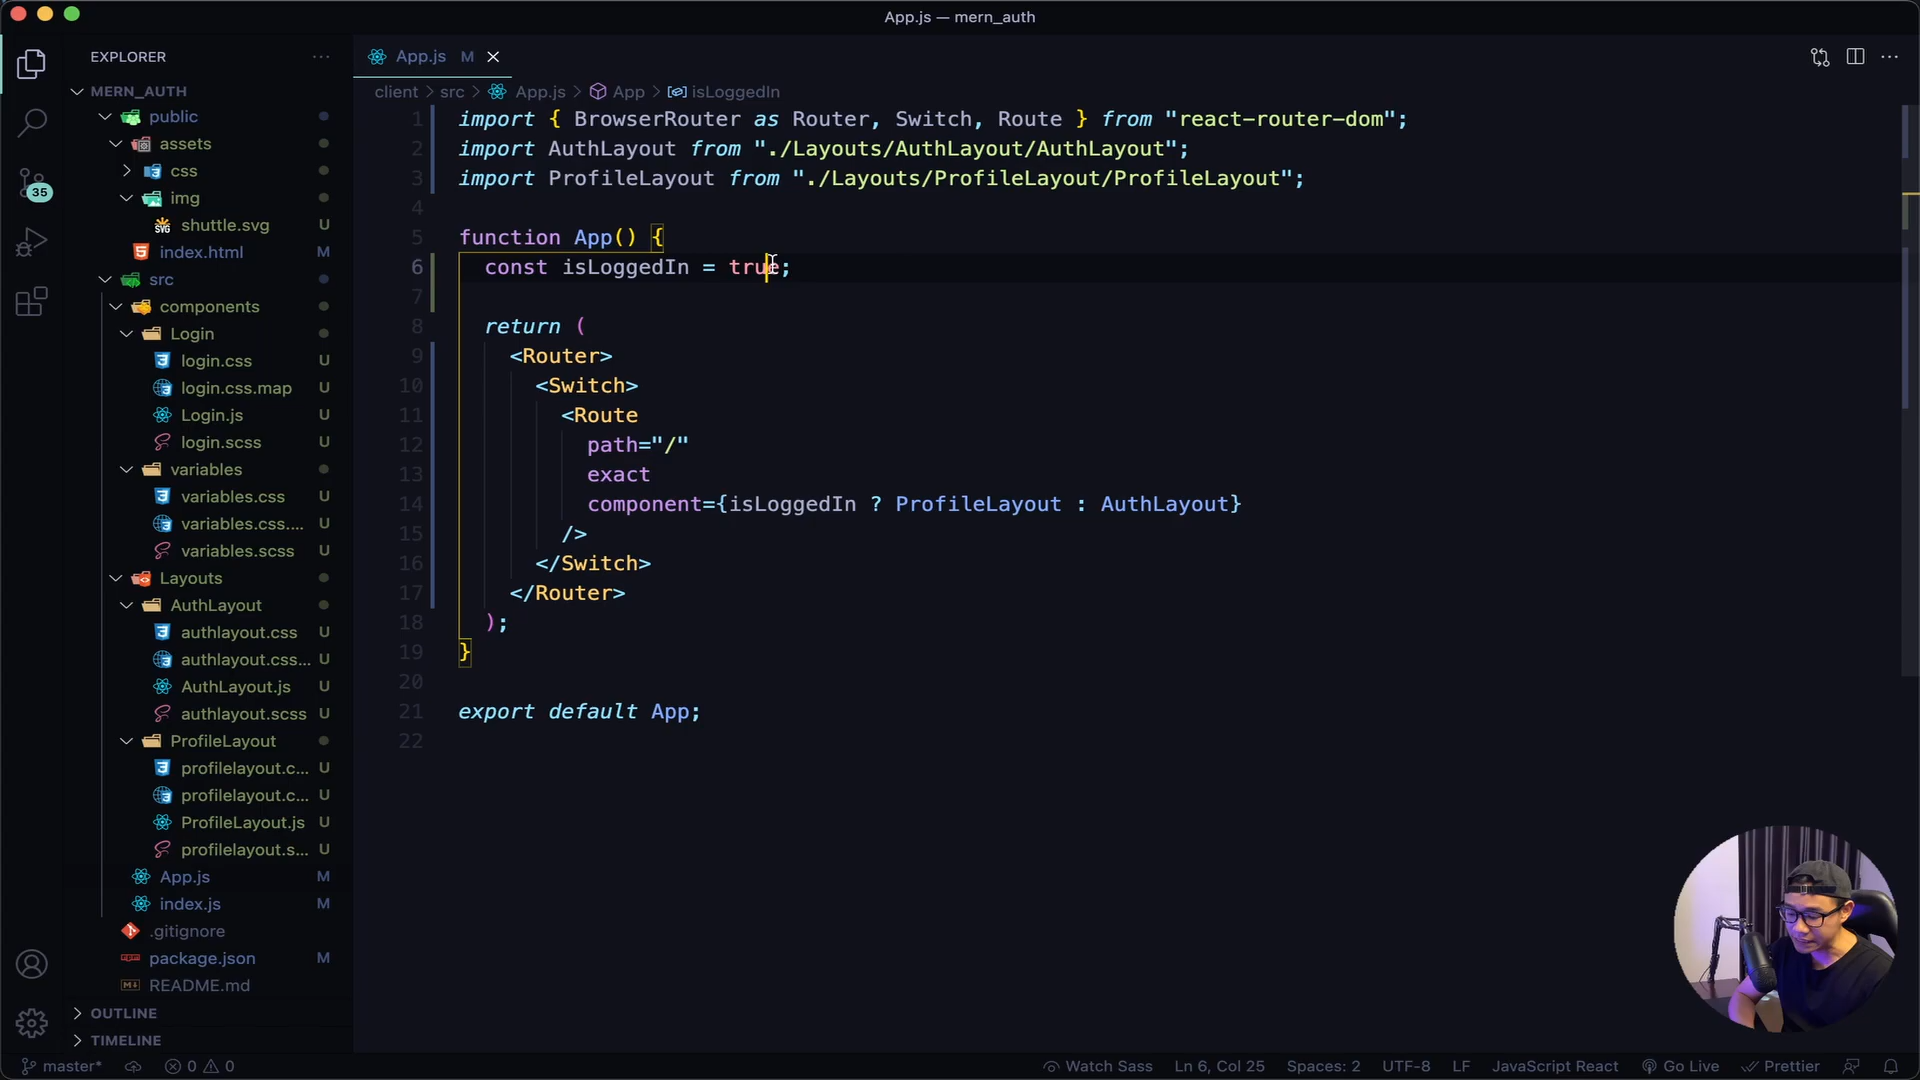 App.js — mern_auth
EXPLORER
MERN_AUTH
public
assets
css
img
shuttle.svg U
index.html M
src
components
Login
login.css U
login.css.map U
Login.js U
login.scss U
variables
variables.css U
variables.css.... U
variables.scss U
Layouts
AuthLayout
authlayout.css U
authlayout.css... U
AuthLayout.js U
authlayout.scss U
ProfileLayout
profilelayout.c... U
profilelayout.c... U
ProfileLayout.js U
profilelayout.s... U
App.js M
index.js M
.gitignore
package.json M
README.md
OUTLINE
TIMELINE
35
App.js M
client > src > App.js > App > isLoggedIn
1 import { BrowserRouter as Router, Switch, Route } from "react-router-dom";
2 import AuthLayout from "./Layouts/AuthLayout/AuthLayout";
3 import ProfileLayout from "./Layouts/ProfileLayout/ProfileLayout";
4
5 function App() {
6 const isLoggedIn = true;
7
8 return (
9 <Router>
10 <Switch>
11 <Route
12 path="/"
13 exact
14 component={isLoggedIn ? ProfileLayout : AuthLayout}
15 />
16 </Switch>
17 </Router>
18 );
19 }
20
21 export default App;
22
master* 0 0 Watch Sass Ln 6, Col 25 Spaces: 2 UTF-8 LF JavaScript React Go Live Prettier